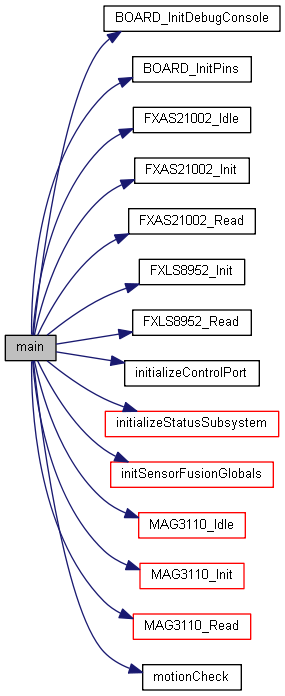 BOARD_InitDebugConsole
BOARD_InitPins
FXAS21002_Idle
FXAS21002_Init
FXAS21002_Read
FXLS8952_Init
FXLS8952_Read
main
initializeControlPort
initializeStatusSubsystem
initSensorFusionGlobals
MAG3110_Idle
MAG3110_Init
MAG3110_Read
motionCheck